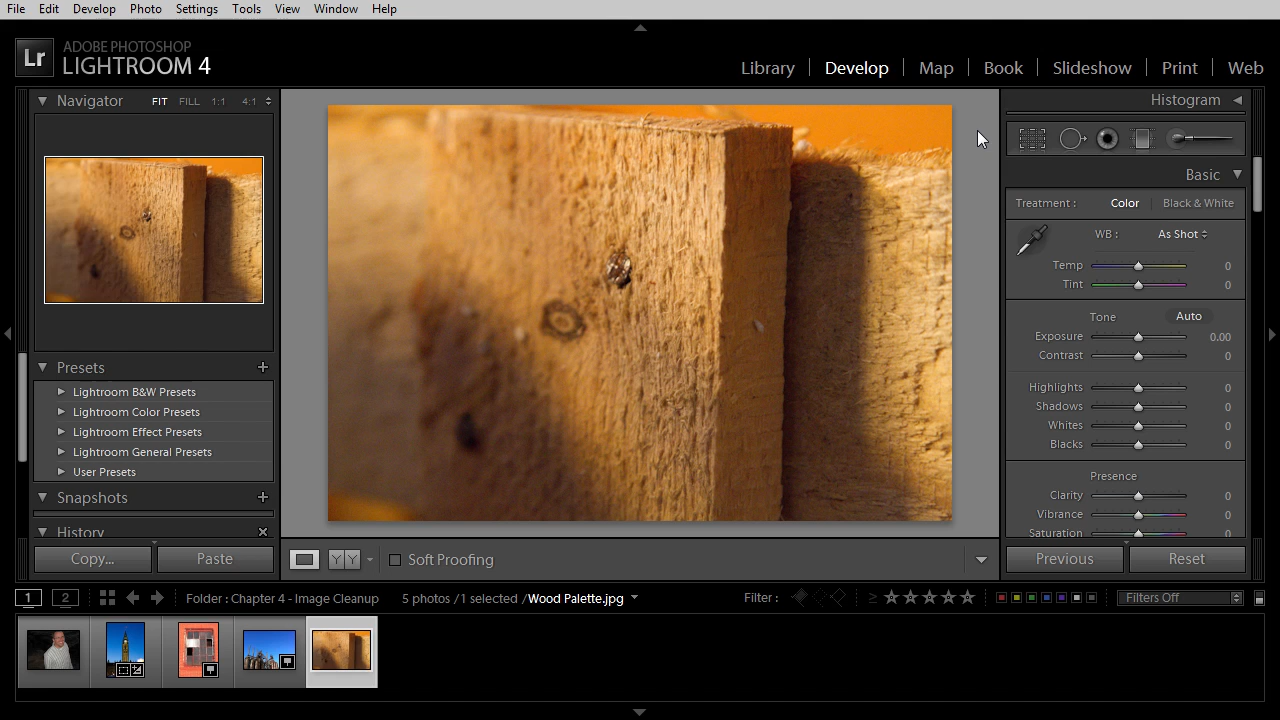 File Edit Develop Photo Settings Tools View Window Help
Lr ADOBE PHOTOSHOP
LIGHTROOM 4
Library Develop Map Book Slideshow Print Web
Navigator FIT FILL 1:1 4:1
Histogram
Basic
Treatment : Color Black & White
WB : As Shot
Temp 0
Tint 0
Tone Auto
Exposure 0.00
Contrast 0
Highlights 0
Shadows 0
Whites 0
Blacks 0
Presence
Clarity 0
Vibrance 0
Saturation 0
Presets
Lightroom B&W Presets
Lightroom Color Presets
Lightroom Effect Presets
Lightroom General Presets
User Presets
Snapshots
History
Copy... Paste
Y Y Soft Proofing
Previous Reset
1 2 Folder : Chapter 4 - Image Cleanup 5 photos /1 selected /Wood Palette.jpg Filter : ≥ Filters Off